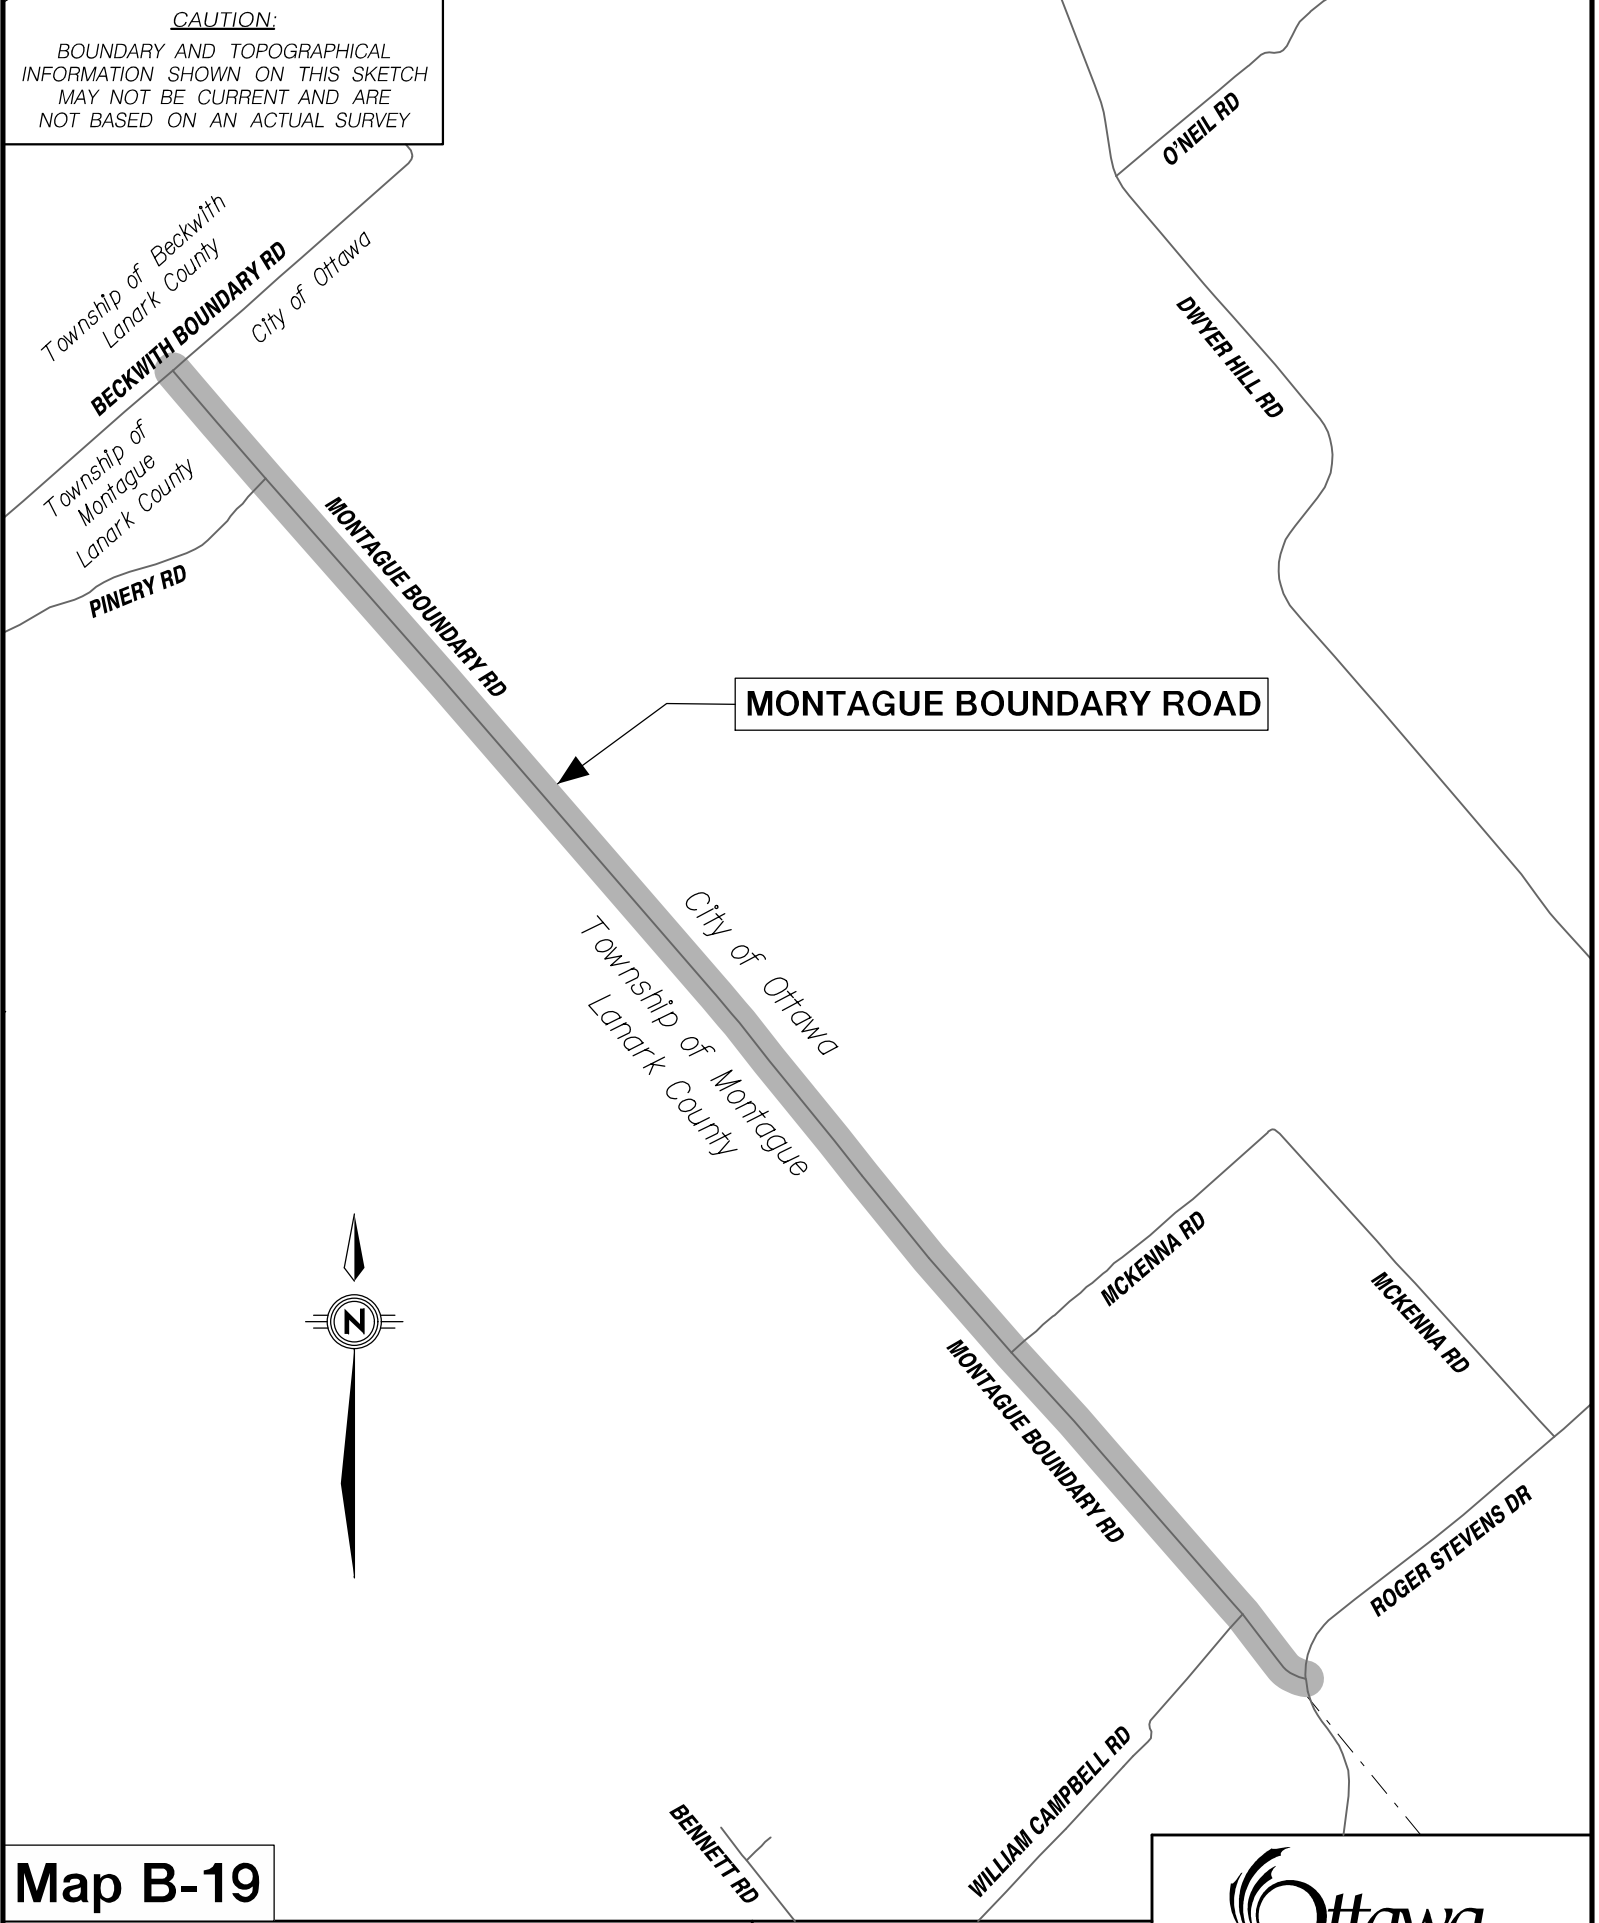 CAUTION:
BOUNDARY AND TOPOGRAPHICAL
INFORMATION SHOWN ON THIS SKETCH
MAY NOT BE CURRENT AND ARE
NOT BASED ON AN ACTUAL SURVEY
O'NEIL RD
Township of Beckwith
Lanark County
BECKWITH BOUNDARY RD
City of Ottawa
DWYER HILL RD
Township of
Montague
Lanark County
PINERY RD
MONTAGUE BOUNDARY RD
MONTAGUE BOUNDARY ROAD
City of Ottawa
Township of Montague
Lanark County
MCKENNA RD
MCKENNA RD
N
MONTAGUE BOUNDARY RD
ROGER STEVENS DR
WILLIAM CAMPBELL RD
BENNETT RD
Map B-19
Ottawa